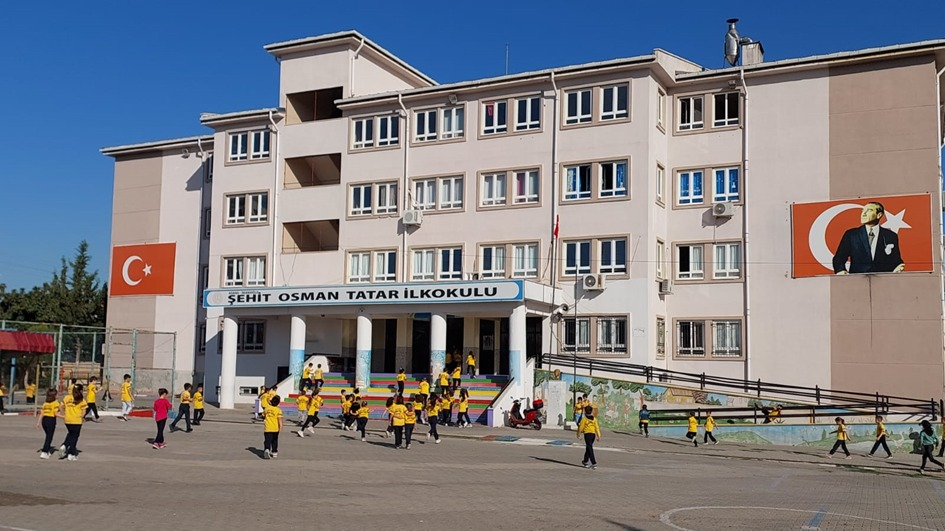 ŞEHİT OSMAN TATAR İLKOKULU